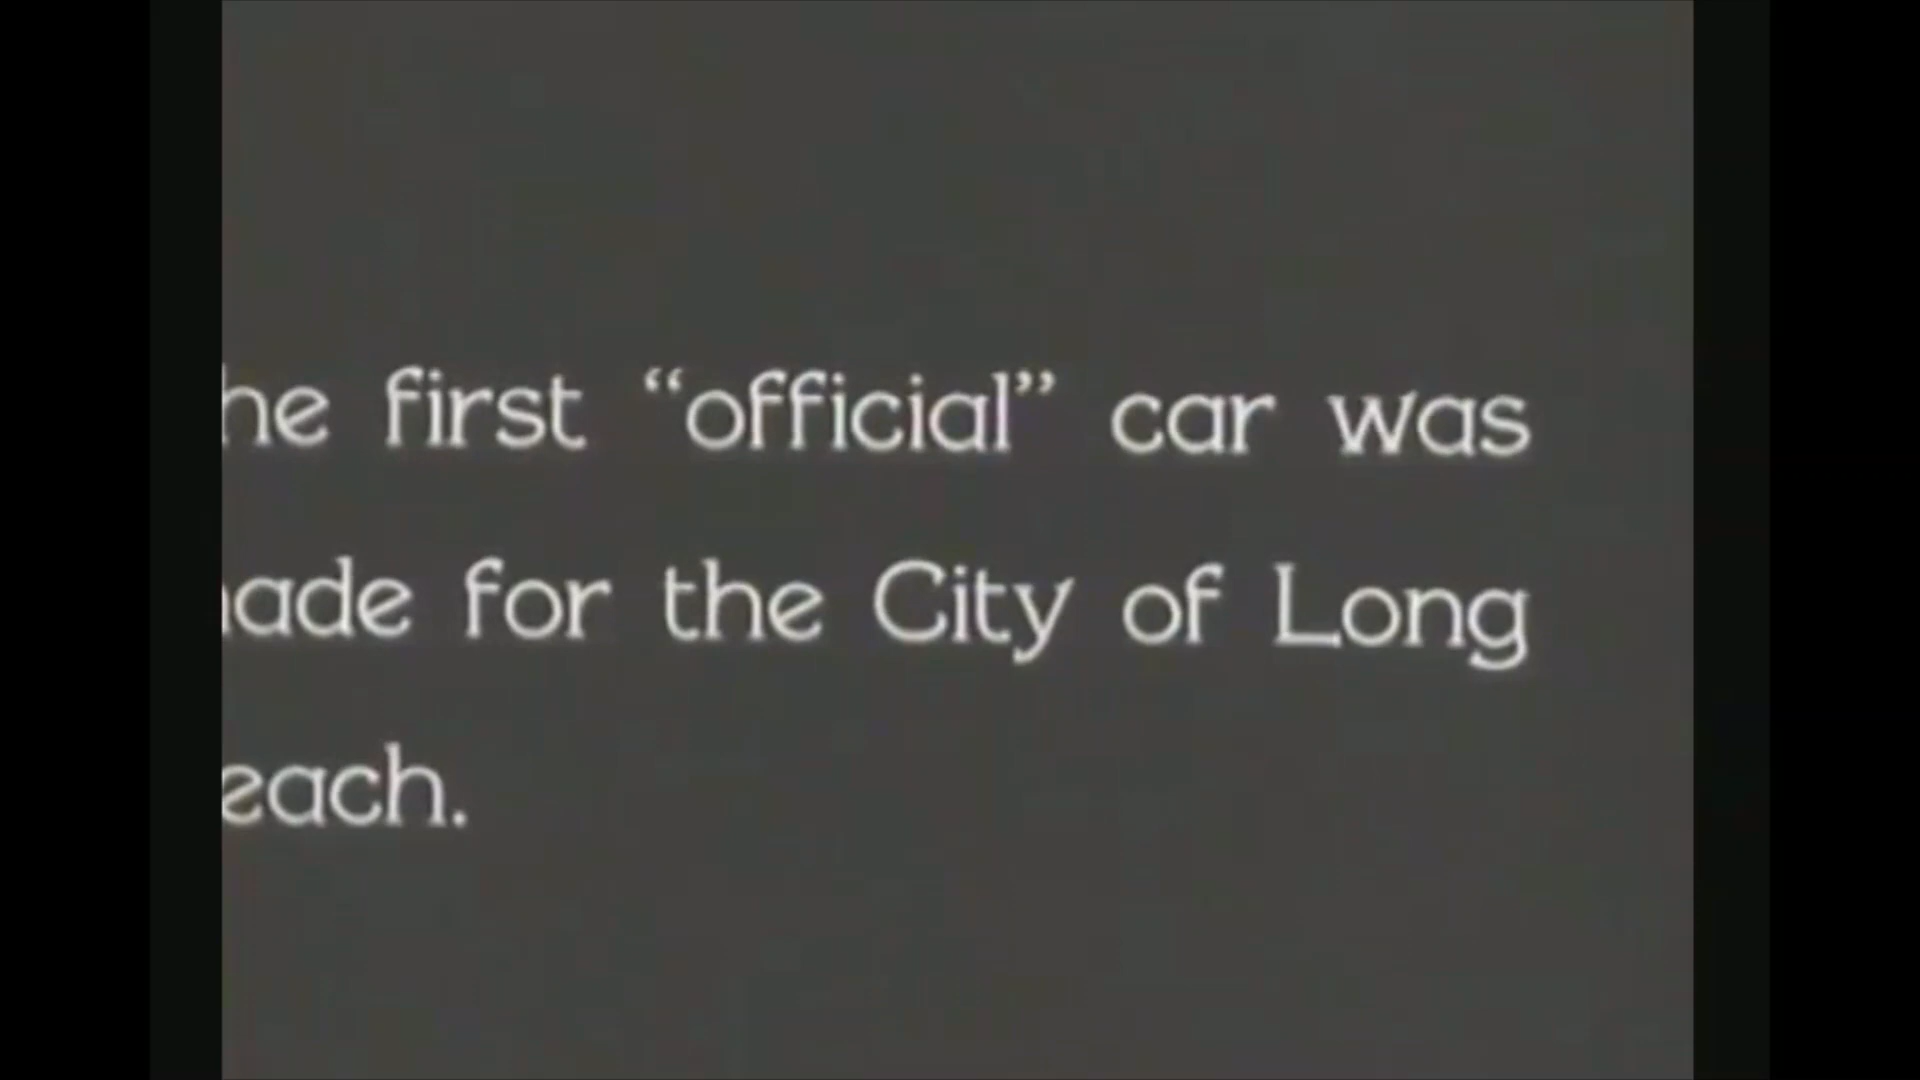 he first “official” car was
ade for the City of Long
each.